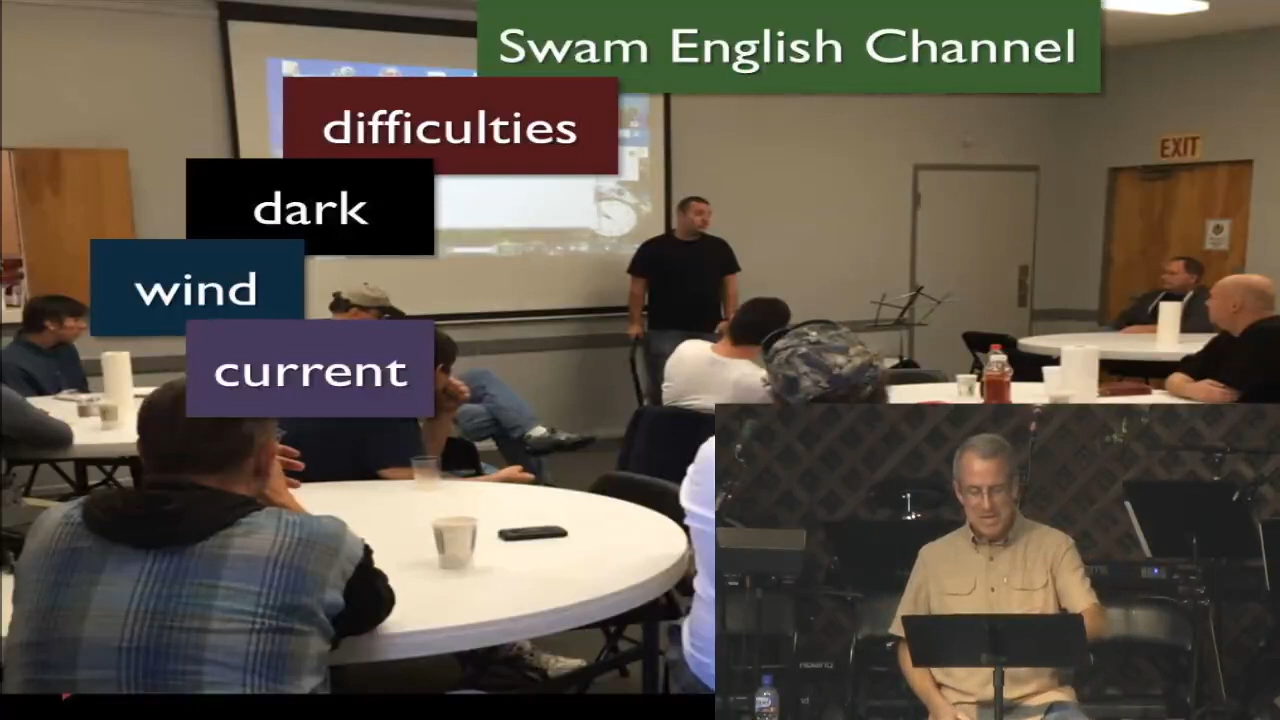 Swam English Channel
difficulties
dark
wind
current
EXIT